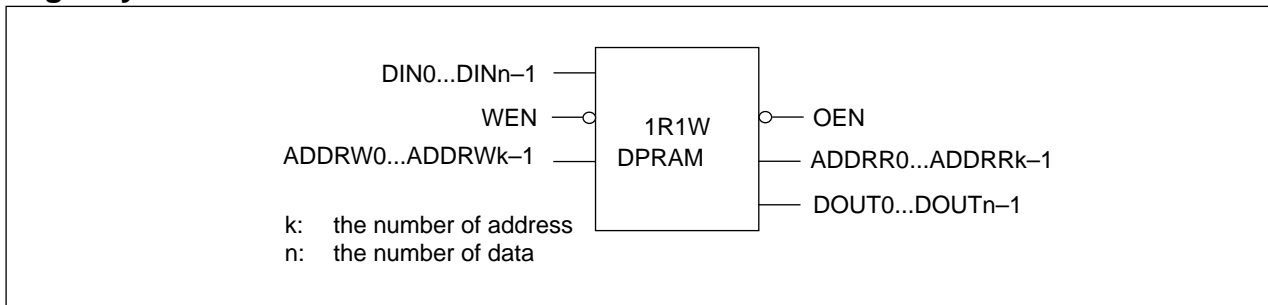 DIN0...DINn–1
WEN
ADDRW0...ADDRWk–1
1R1W
DPRAM
OEN
ADDRR0...ADDRRk–1
DOUT0...DOUTn–1
k: the number of address
n: the number of data